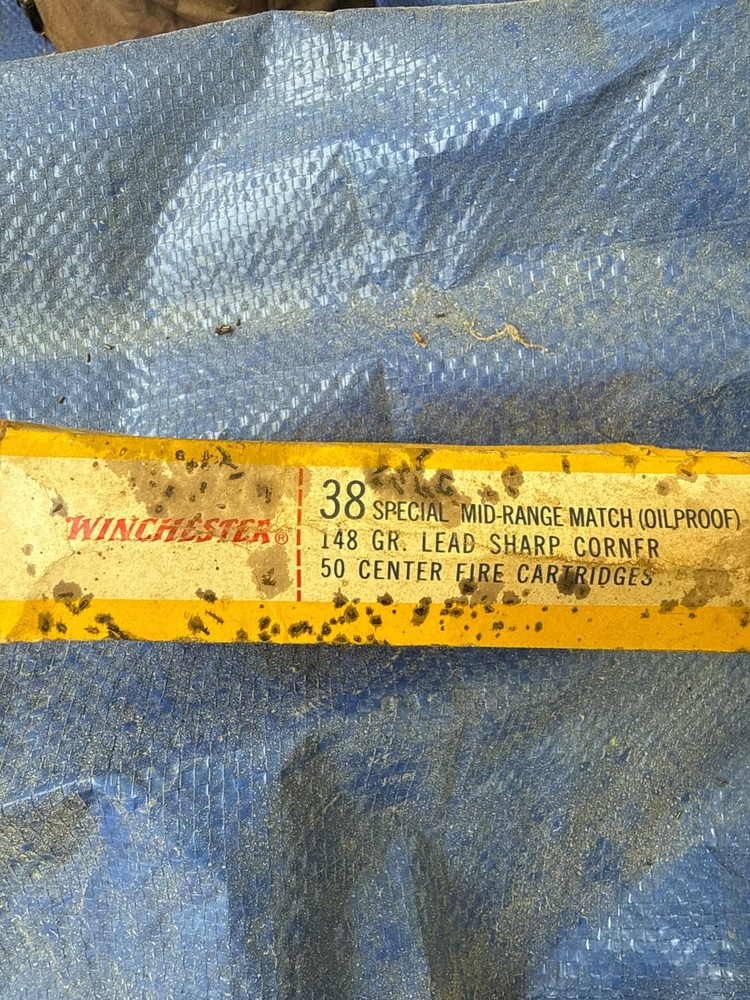 WINCHESTER®
38 SPECIAL MID-RANGE MATCH (OILPROOF)
148 GR. LEAD SHARP CORNER
50 CENTER FIRE CARTRIDGES